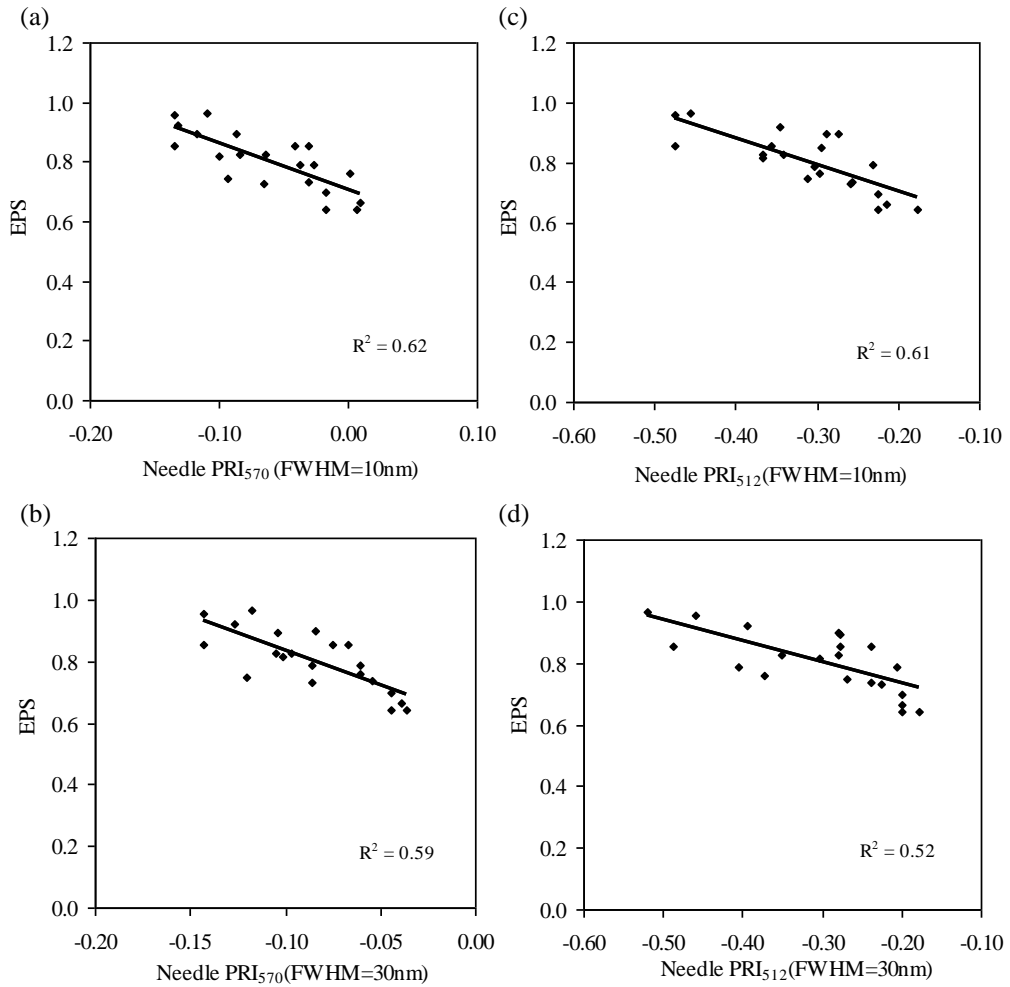 (a)
1.2
1.0
0.8
0.6
0.4
0.2
0.0
EPS
R² = 0.62
-0.20 -0.10 0.00 0.10
Needle PRI₅₇₀ (FWHM=10nm)
(c)
1.2
1.0
0.8
0.6
0.4
0.2
0.0
EPS
R² = 0.61
-0.60 -0.50 -0.40 -0.30 -0.20 -0.10
Needle PRI₅₁₂(FWHM=10nm)
(b)
1.2
1.0
0.8
0.6
0.4
0.2
0.0
EPS
R² = 0.59
-0.20 -0.15 -0.10 -0.05 0.00
Needle PRI₅₇₀(FWHM=30nm)
(d)
1.2
1.0
0.8
0.6
0.4
0.2
0.0
EPS
R² = 0.52
-0.60 -0.50 -0.40 -0.30 -0.20 -0.10
Needle PRI₅₁₂(FWHM=30nm)